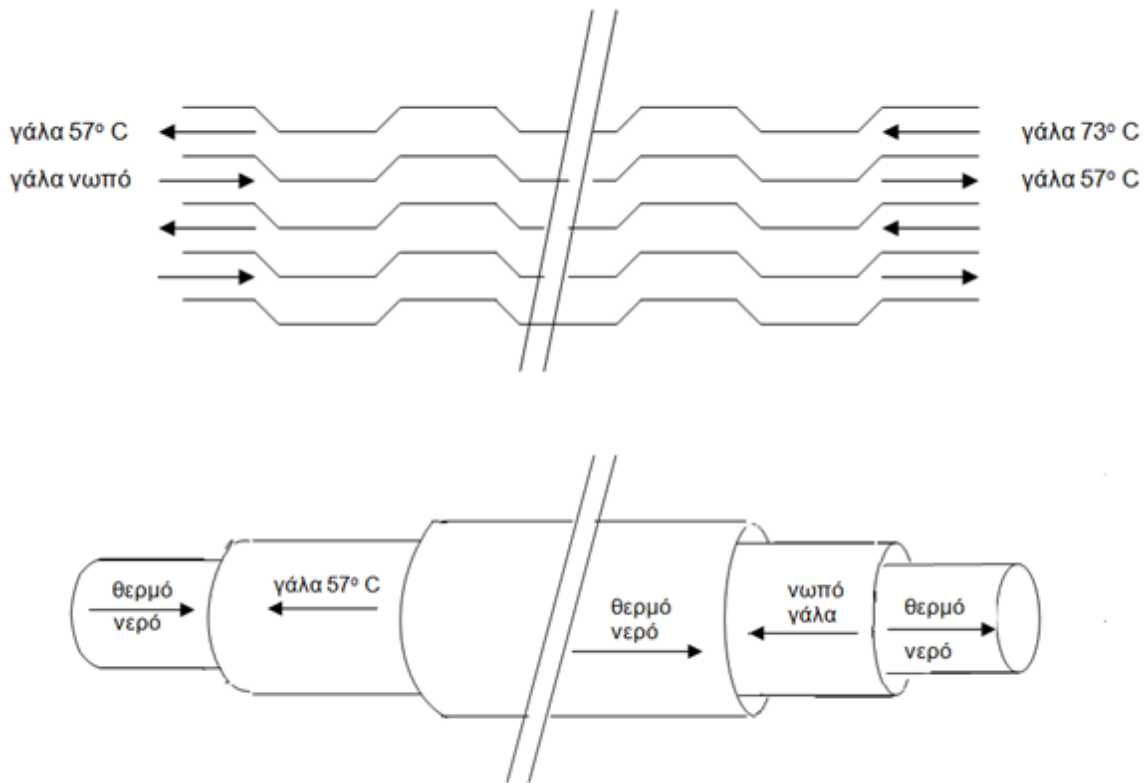 γάλα 57° C
γάλα 73° C
γάλα νωπό
γάλα 57° C
θερμό
νερό
γάλα 57° C
θερμό
νερό
νωπό
γάλα
θερμό
νερό